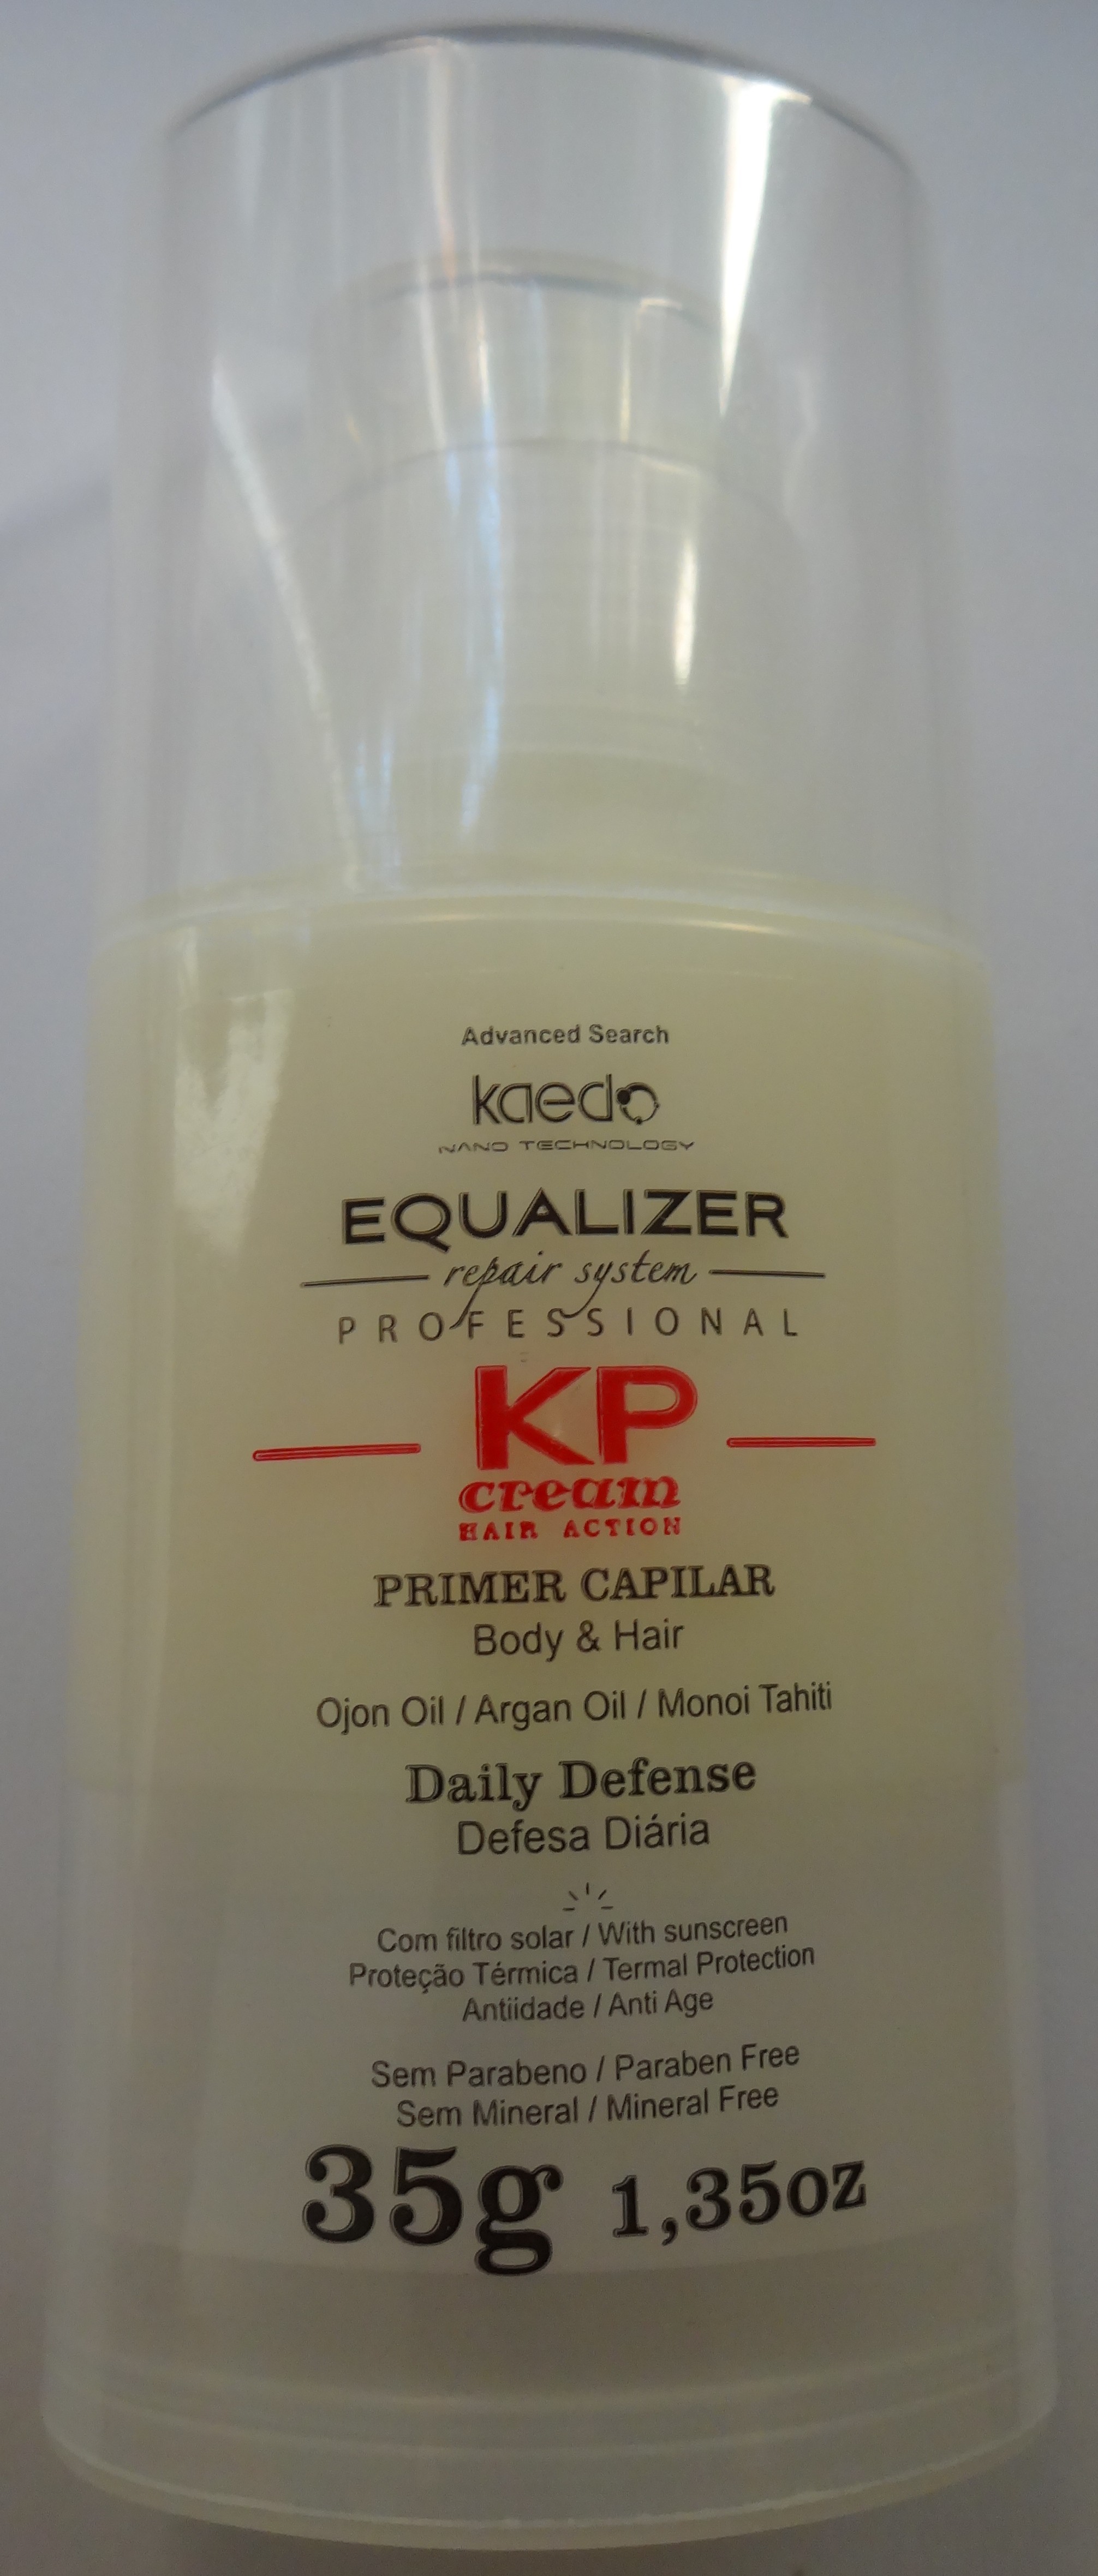 Advanced Search
kaedo
NANO TECHNOLOGY
EQUALIZER
repair system
PROFESSIONAL
KP
cream
HAIR ACTION
PRIMER CAPILAR
Body & Hair
Ojon Oil / Argan Oil / Monoi Tahiti
Daily Defense
Defesa Diária
Com filtro solar / With sunscreen
Proteção Térmica / Termal Protection
Antiidade / Anti Age
Sem Parabeno / Paraben Free
Sem Mineral / Mineral Free
35g 1,35oz